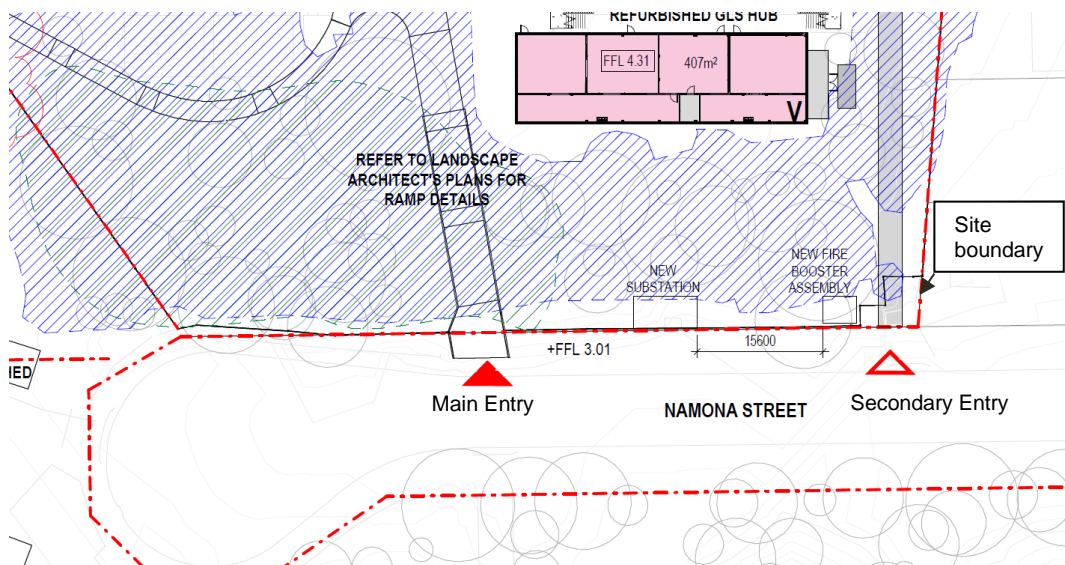 REFURBISHED GLS HUB
FFL 4.31
407m²
V
REFER TO LANDSCAPE
ARCHITECT'S PLANS FOR
RAMP DETAILS
Site
boundary
NEW
SUBSTATION
NEW FIRE
BOOSTER
ASSEMBLY
+FFL 3.01
15600
HED
Main Entry
NAMONA STREET
Secondary Entry